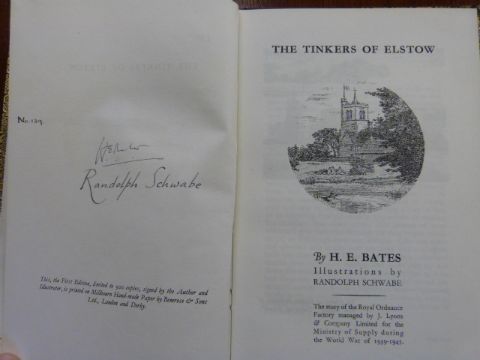 No. 129.
H E Bates
Randolph Schwabe
This, the First Edition, limited to 300 copies, signed by the Author and
Illustrator, is printed on Millbourn Hand-made Paper by Bemrose & Sons
Ltd., London and Derby.
THE TINKERS OF ELSTOW
By H. E. BATES
Illustrations by
RANDOLPH SCHWABE
The story of the Royal Ordnance
Factory managed by J. Lyons
& Company Limited for the
Ministry of Supply during
the World War of 1939-1945.